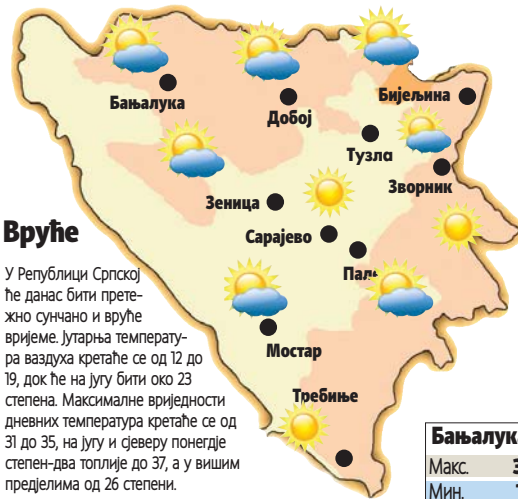 Бањалука
Добој
Бијељина
Тузла
Зворник
Зеница
Сарајево
Мостар
Требиње
Вруће
У Републици Српској
ће данас бити прете-
жно сунчано и вруће
вријеме. Јутарња температу-
ра ваздуха кретаће се од 12 до
19, док ће на југу бити око 23
степена. Максималне вриједности
дневних температура кретаће се од
31 до 35, на југу и сјеверу понегдје
степен-два топлије до 37, а у вишим
предјелима од 26 степени.
Макс.
Мин.